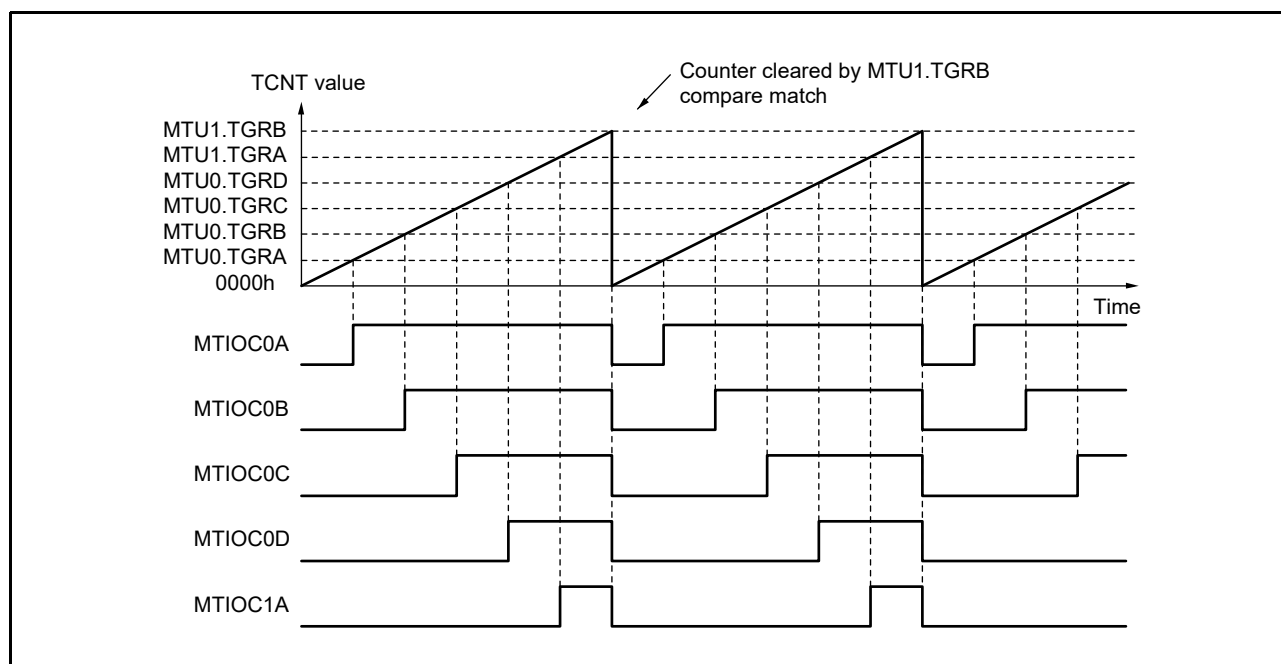 Counter cleared by MTU1.TGRB
compare match
TCNT value
MTU1.TGRB
MTU1.TGRA
MTU0.TGRD
MTU0.TGRC
MTU0.TGRB
MTU0.TGRA
0000h
Time
MTIOC0A
MTIOC0B
MTIOC0C
MTIOC0D
MTIOC1A